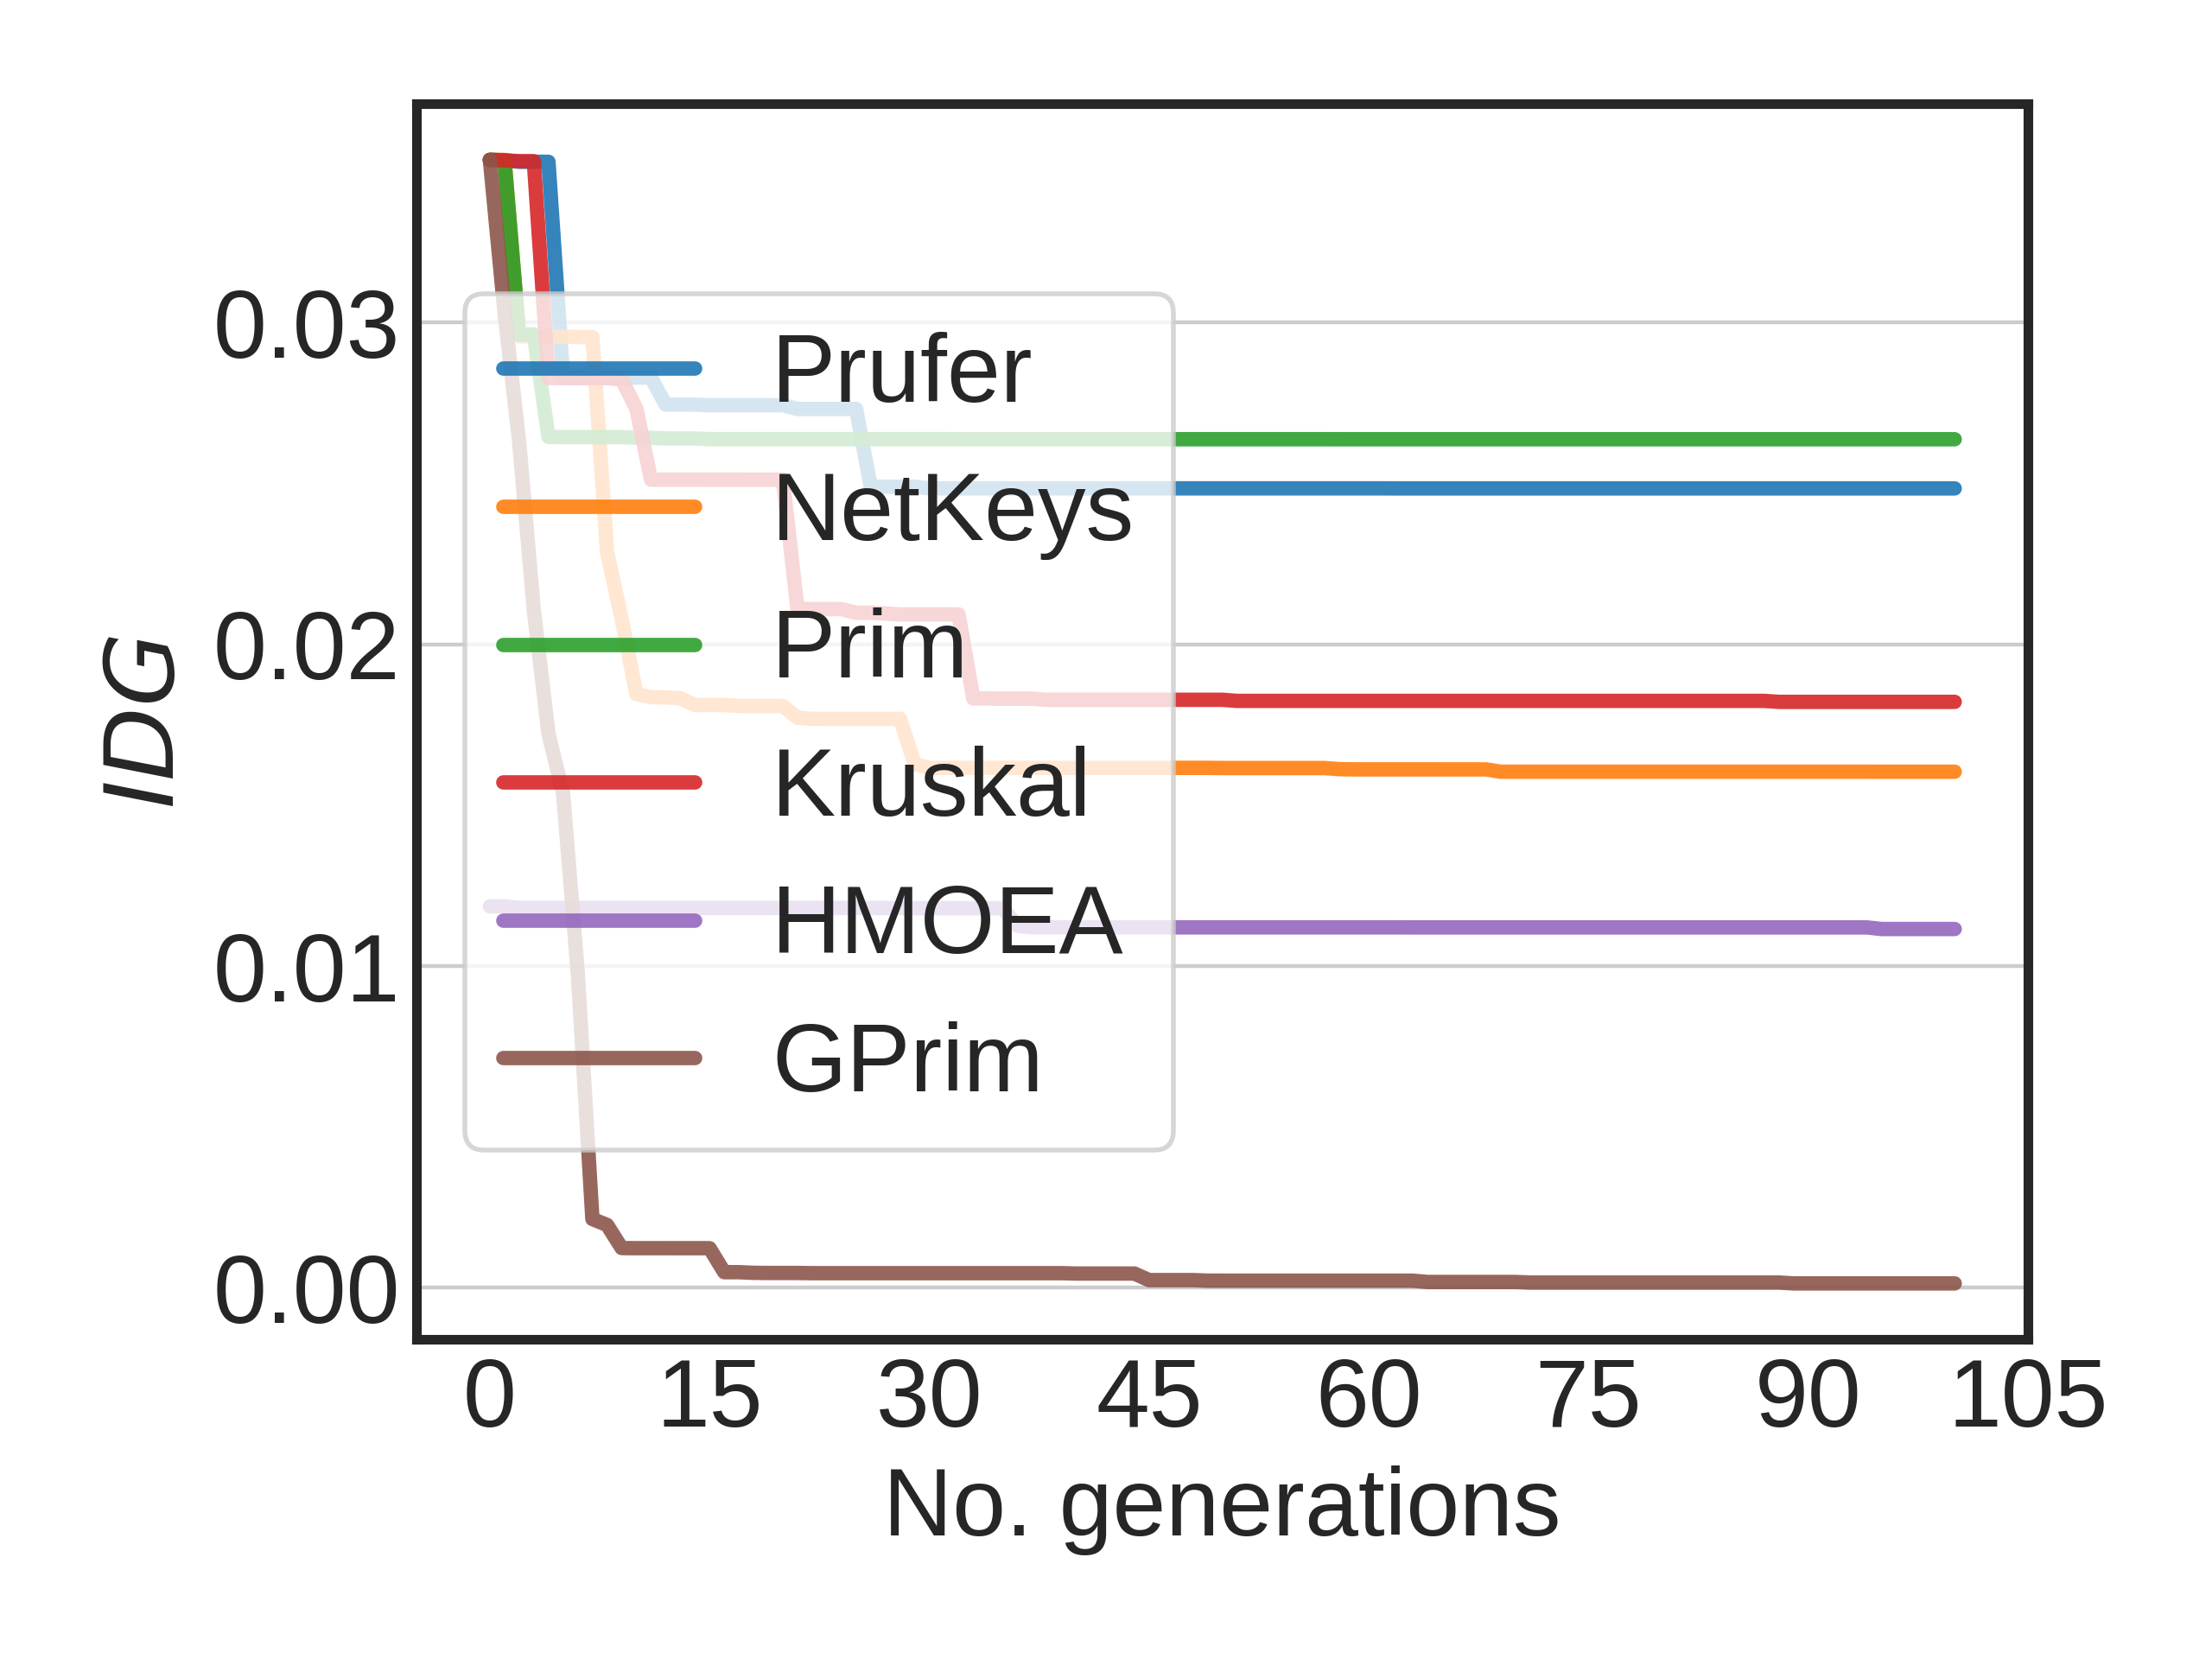 IDG
0.03
0.02
0.01
0.00
Prufer
NetKeys
Prim
Kruskal
HMOEA
GPrim
0 15 30 45 60 75 90 105
No. generations